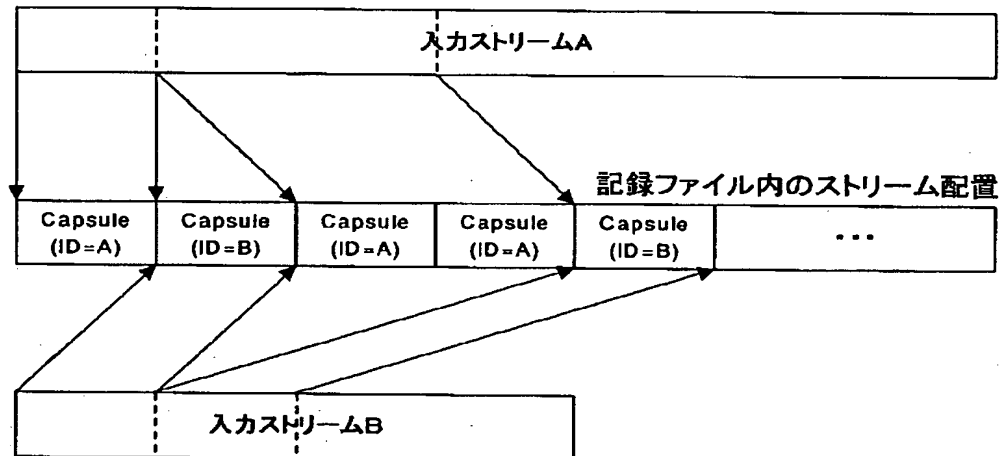 入力ストリームA
記録ファイル内のストリーム配置
Capsule
(ID=A)
Capsule
(ID=B)
Capsule
(ID=A)
Capsule
(ID=A)
Capsule
(ID=B)
・・・
入力ストリームB